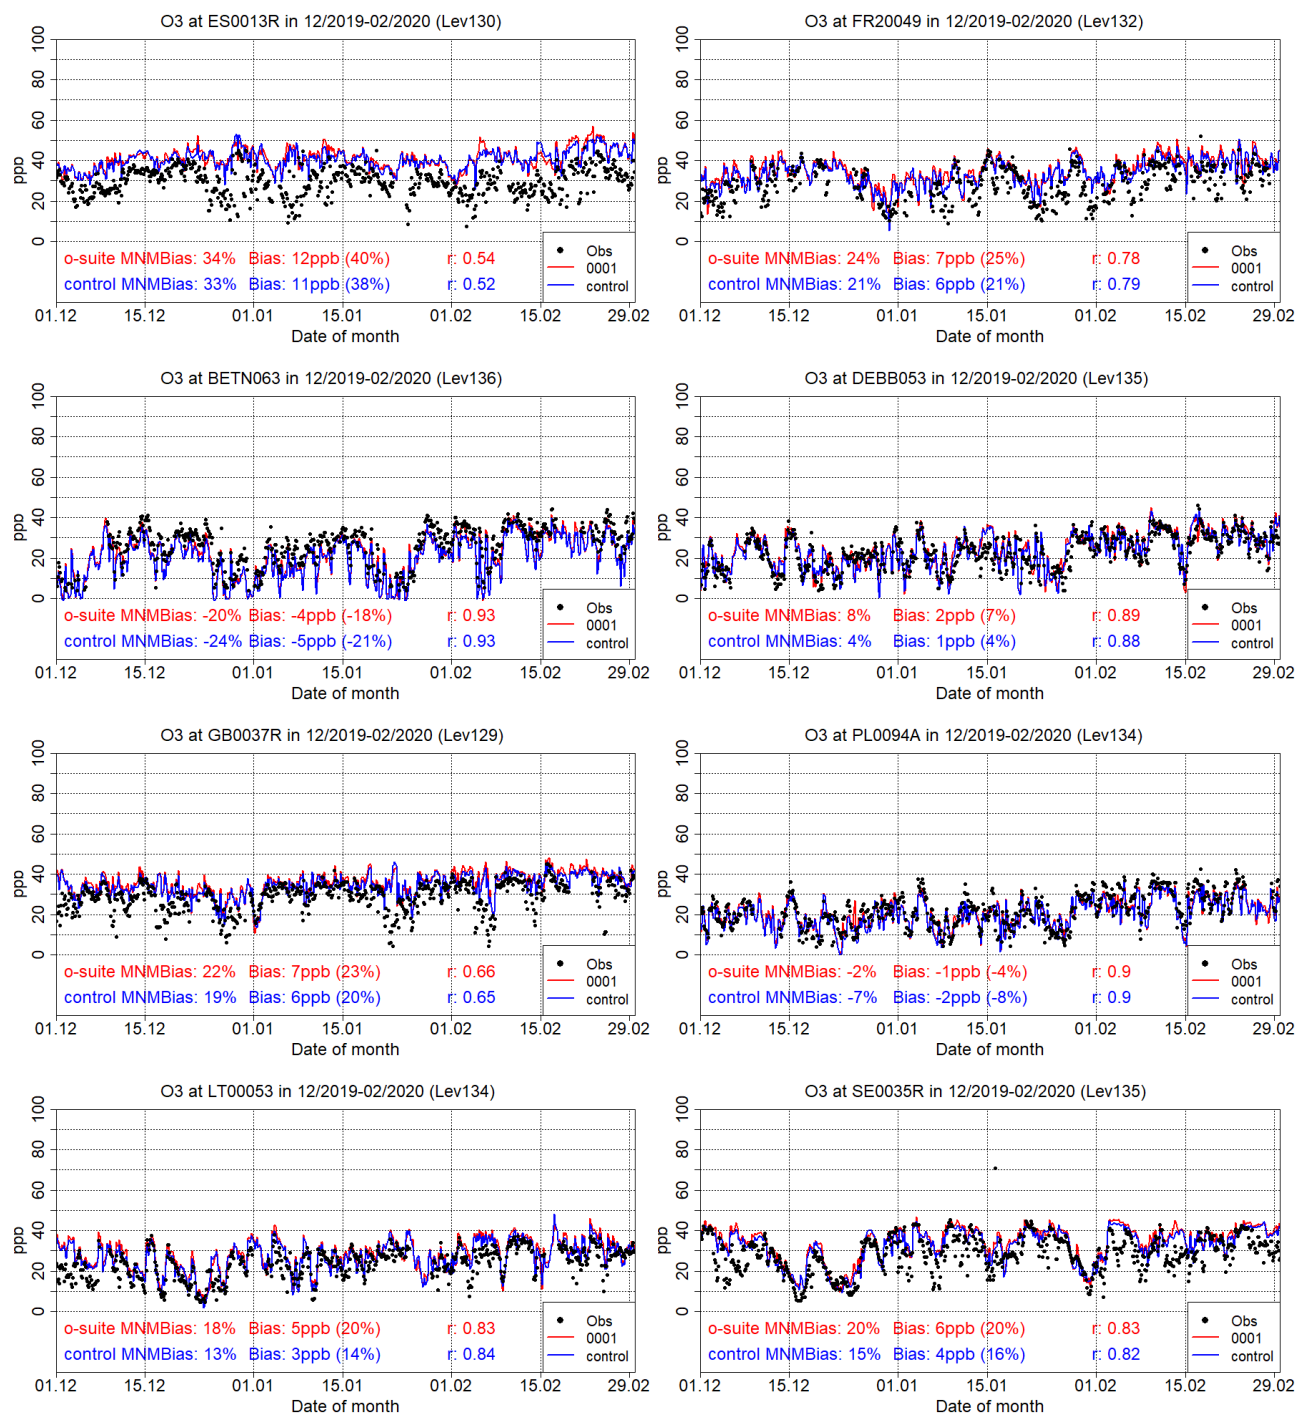 O3 at ES0013R in 12/2019-02/2020 (Lev130)
100
80
60
40
20
0
ppb
o-suite MNMBias: 34% Bias: 12ppb (40%) r: 0.54
control MNMBias: 33% Bias: 11ppb (38%) r: 0.52
Obs
0001
control
01.12 15.12 01.01 15.01 01.02 15.02 29.02
Date of month
O3 at FR20049 in 12/2019-02/2020 (Lev132)
100
80
60
40
20
0
ppb
o-suite MNMBias: 24% Bias: 7ppb (25%) r: 0.78
control MNMBias: 21% Bias: 6ppb (21%) r: 0.79
Obs
0001
control
01.12 15.12 01.01 15.01 01.02 15.02 29.02
Date of month
O3 at BETN063 in 12/2019-02/2020 (Lev136)
100
80
60
40
20
0
ppb
o-suite MNMBias: -20% Bias: -4ppb (-18%) r: 0.93
control MNMBias: -24% Bias: -5ppb (-21%) r: 0.93
Obs
0001
control
01.12 15.12 01.01 15.01 01.02 15.02 29.02
Date of month
O3 at DEBB053 in 12/2019-02/2020 (Lev135)
100
80
60
40
20
0
ppb
o-suite MNMBias: 8% Bias: 2ppb (7%) r: 0.89
control MNMBias: 4% Bias: 1ppb (4%) r: 0.88
Obs
0001
control
01.12 15.12 01.01 15.01 01.02 15.02 29.02
Date of month
O3 at GB0037R in 12/2019-02/2020 (Lev129)
100
80
60
40
20
0
ppb
o-suite MNMBias: 22% Bias: 7ppb (23%) r: 0.66
control MNMBias: 19% Bias: 6ppb (20%) r: 0.65
Obs
0001
control
01.12 15.12 01.01 15.01 01.02 15.02 29.02
Date of month
O3 at PL0094A in 12/2019-02/2020 (Lev134)
100
80
60
40
20
0
ppb
o-suite MNMBias: -2% Bias: -1ppb (-4%) r: 0.9
control MNMBias: -7% Bias: -2ppb (-8%) r: 0.9
Obs
0001
control
01.12 15.12 01.01 15.01 01.02 15.02 29.02
Date of month
O3 at LT00053 in 12/2019-02/2020 (Lev134)
100
80
60
40
20
0
ppb
o-suite MNMBias: 18% Bias: 5ppb (20%) r: 0.83
control MNMBias: 13% Bias: 3ppb (14%) r: 0.84
Obs
0001
control
01.12 15.12 01.01 15.01 01.02 15.02 29.02
Date of month
O3 at SE0035R in 12/2019-02/2020 (Lev135)
100
80
60
40
20
0
ppb
o-suite MNMBias: 20% Bias: 6ppb (20%) r: 0.83
control MNMBias: 15% Bias: 4ppb (16%) r: 0.82
Obs
0001
control
01.12 15.12 01.01 15.01 01.02 15.02 29.02
Date of month